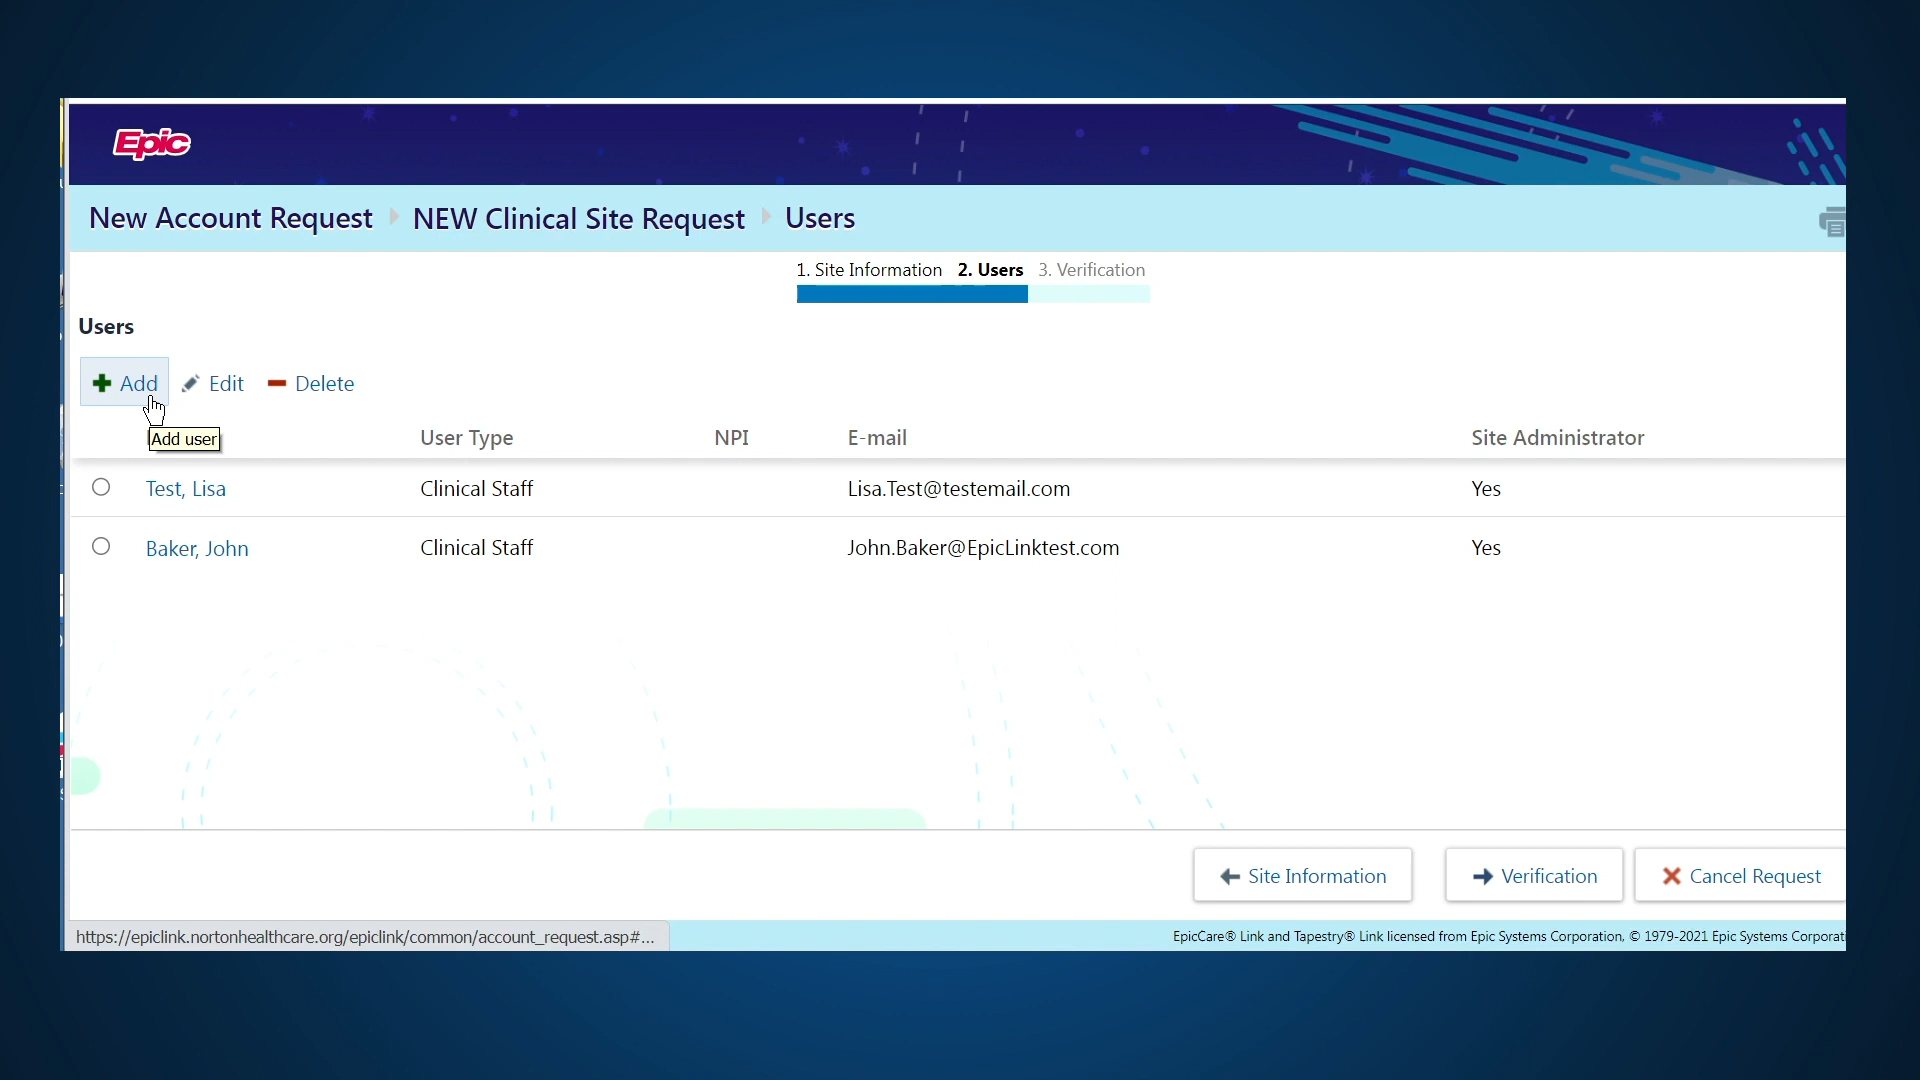 Epic
New Account Request NEW Clinical Site Request Users
1. Site Information 2. Users 3. Verification
Users
Add Edit Delete
Add user
User Type NPI E-mail Site Administrator
Test, Lisa Clinical Staff Lisa.Test@testemail.com Yes
Baker, John Clinical Staff John.Baker@EpicLinktest.com Yes
Site Information Verification Cancel Request
https://epiclink.nortonhealthcare.org/epiclink/common/account_request.asp#...
EpicCare® Link and Tapestry® Link licensed from Epic Systems Corporation, © 1979-2021 Epic Systems Corporati